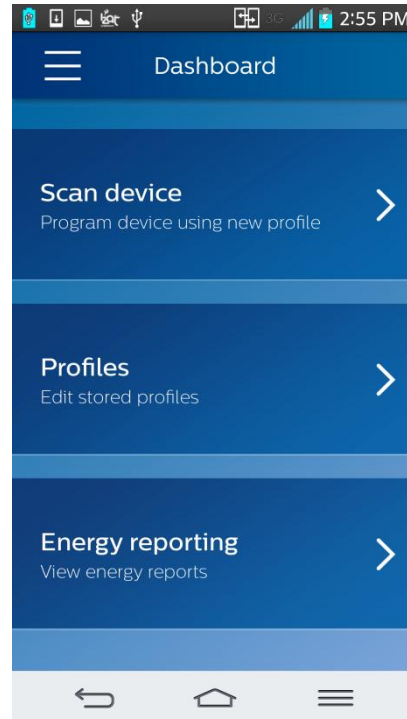 3G 2:55 PM
Dashboard
Scan device
Program device using new profile
Profiles
Edit stored profiles
Energy reporting
View energy reports